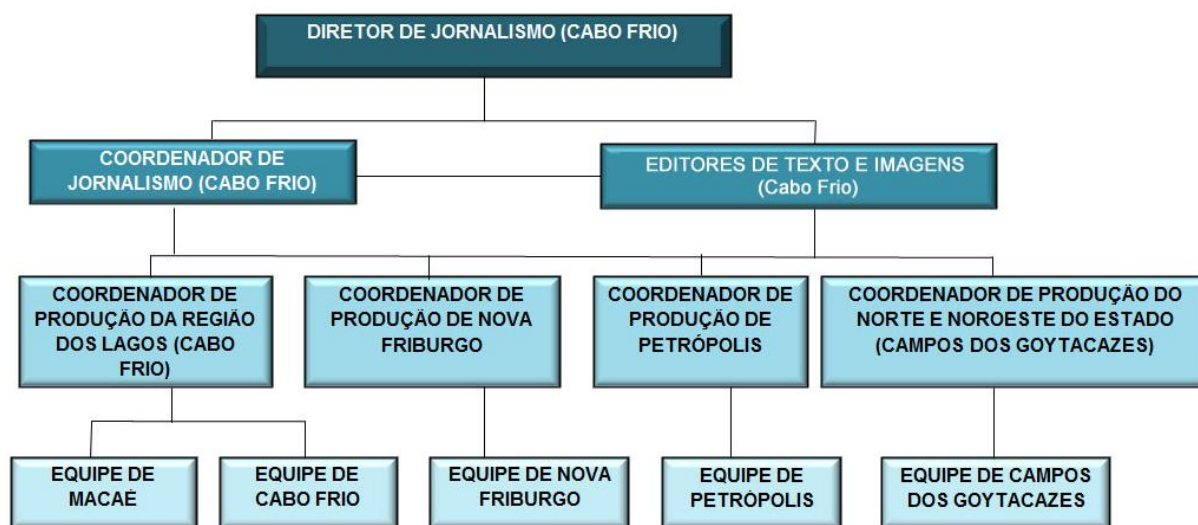 DIRETOR DE JORNALISMO (CABO FRIO)
COORDENADOR DE
JORNALISMO (CABO FRIO)
EDITORES DE TEXTO E IMAGENS
(Cabo Frio)
COORDENADOR DE
PRODUÇÃO DA REGIÃO
DOS LAGOS (CABO
FRIO)
COORDENADOR DE
PRODUÇÃO DE NOVA
FRIBURGO
COORDENADOR DE
PRODUÇÃO DE
PETRÓPOLIS
COORDENADOR DE PRODUÇÃO DO
NORTE E NOROESTE DO ESTADO
(CAMPOS DOS GOYTACAZES)
EQUIPE DE
MACAÉ
EQUIPE DE
CABO FRIO
EQUIPE DE NOVA
FRIBURGO
EQUIPE DE
PETRÓPOLIS
EQUIPE DE CAMPOS
DOS GOYTACAZES